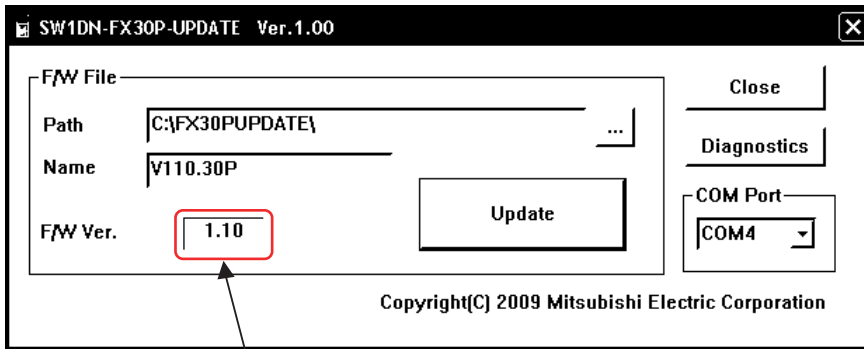 SW1DN-FX30P-UPDATE Ver.1.00
F/W File
Path C:\FX30PUPDATE\ ...
Name V110.30P
F/W Ver. 1.10
Update
Close
Diagnostics
COM Port
COM4
Copyright(C) 2009 Mitsubishi Electric Corporation